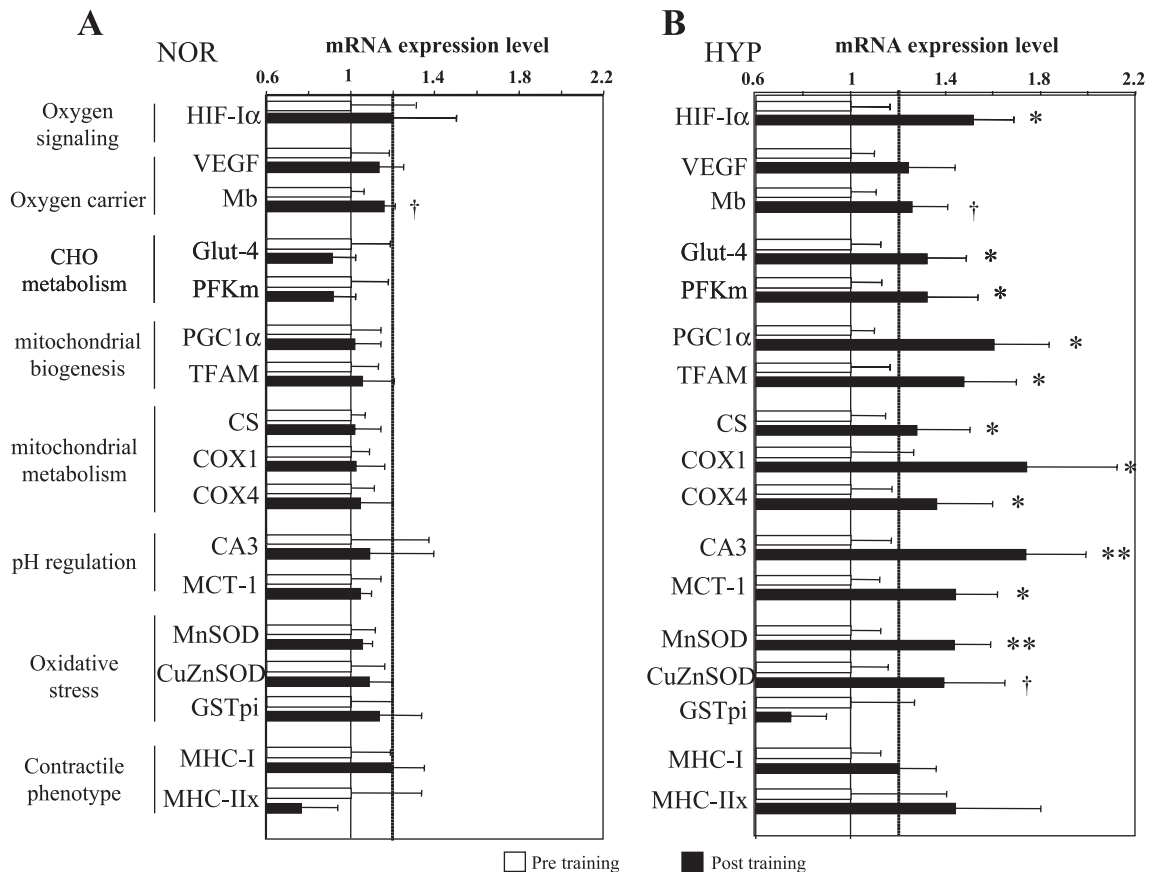 A
NOR
mRNA expression level
0.6 1 1.4 1.8 2.2
Oxygen
signaling
HIF-Iα
VEGF
Oxygen carrier
Mb
†
CHO
metabolism
Glut-4
PFKm
mitochondrial
biogenesis
PGC1α
TFAM
mitochondrial
metabolism
CS
COX1
COX4
pH regulation
CA3
MCT-1
Oxidative
stress
MnSOD
CuZnSOD
GSTpi
Contractile
phenotype
MHC-I
MHC-IIx
B
HYP
mRNA expression level
0.6 1 1.4 1.8 2.2
HIF-Iα *
VEGF
Mb †
Glut-4 *
PFKm *
PGC1α *
TFAM *
CS *
COX1 *
COX4 *
CA3 **
MCT-1 *
MnSOD **
CuZnSOD †
GSTpi
MHC-I
MHC-IIx
Pre training
Post training